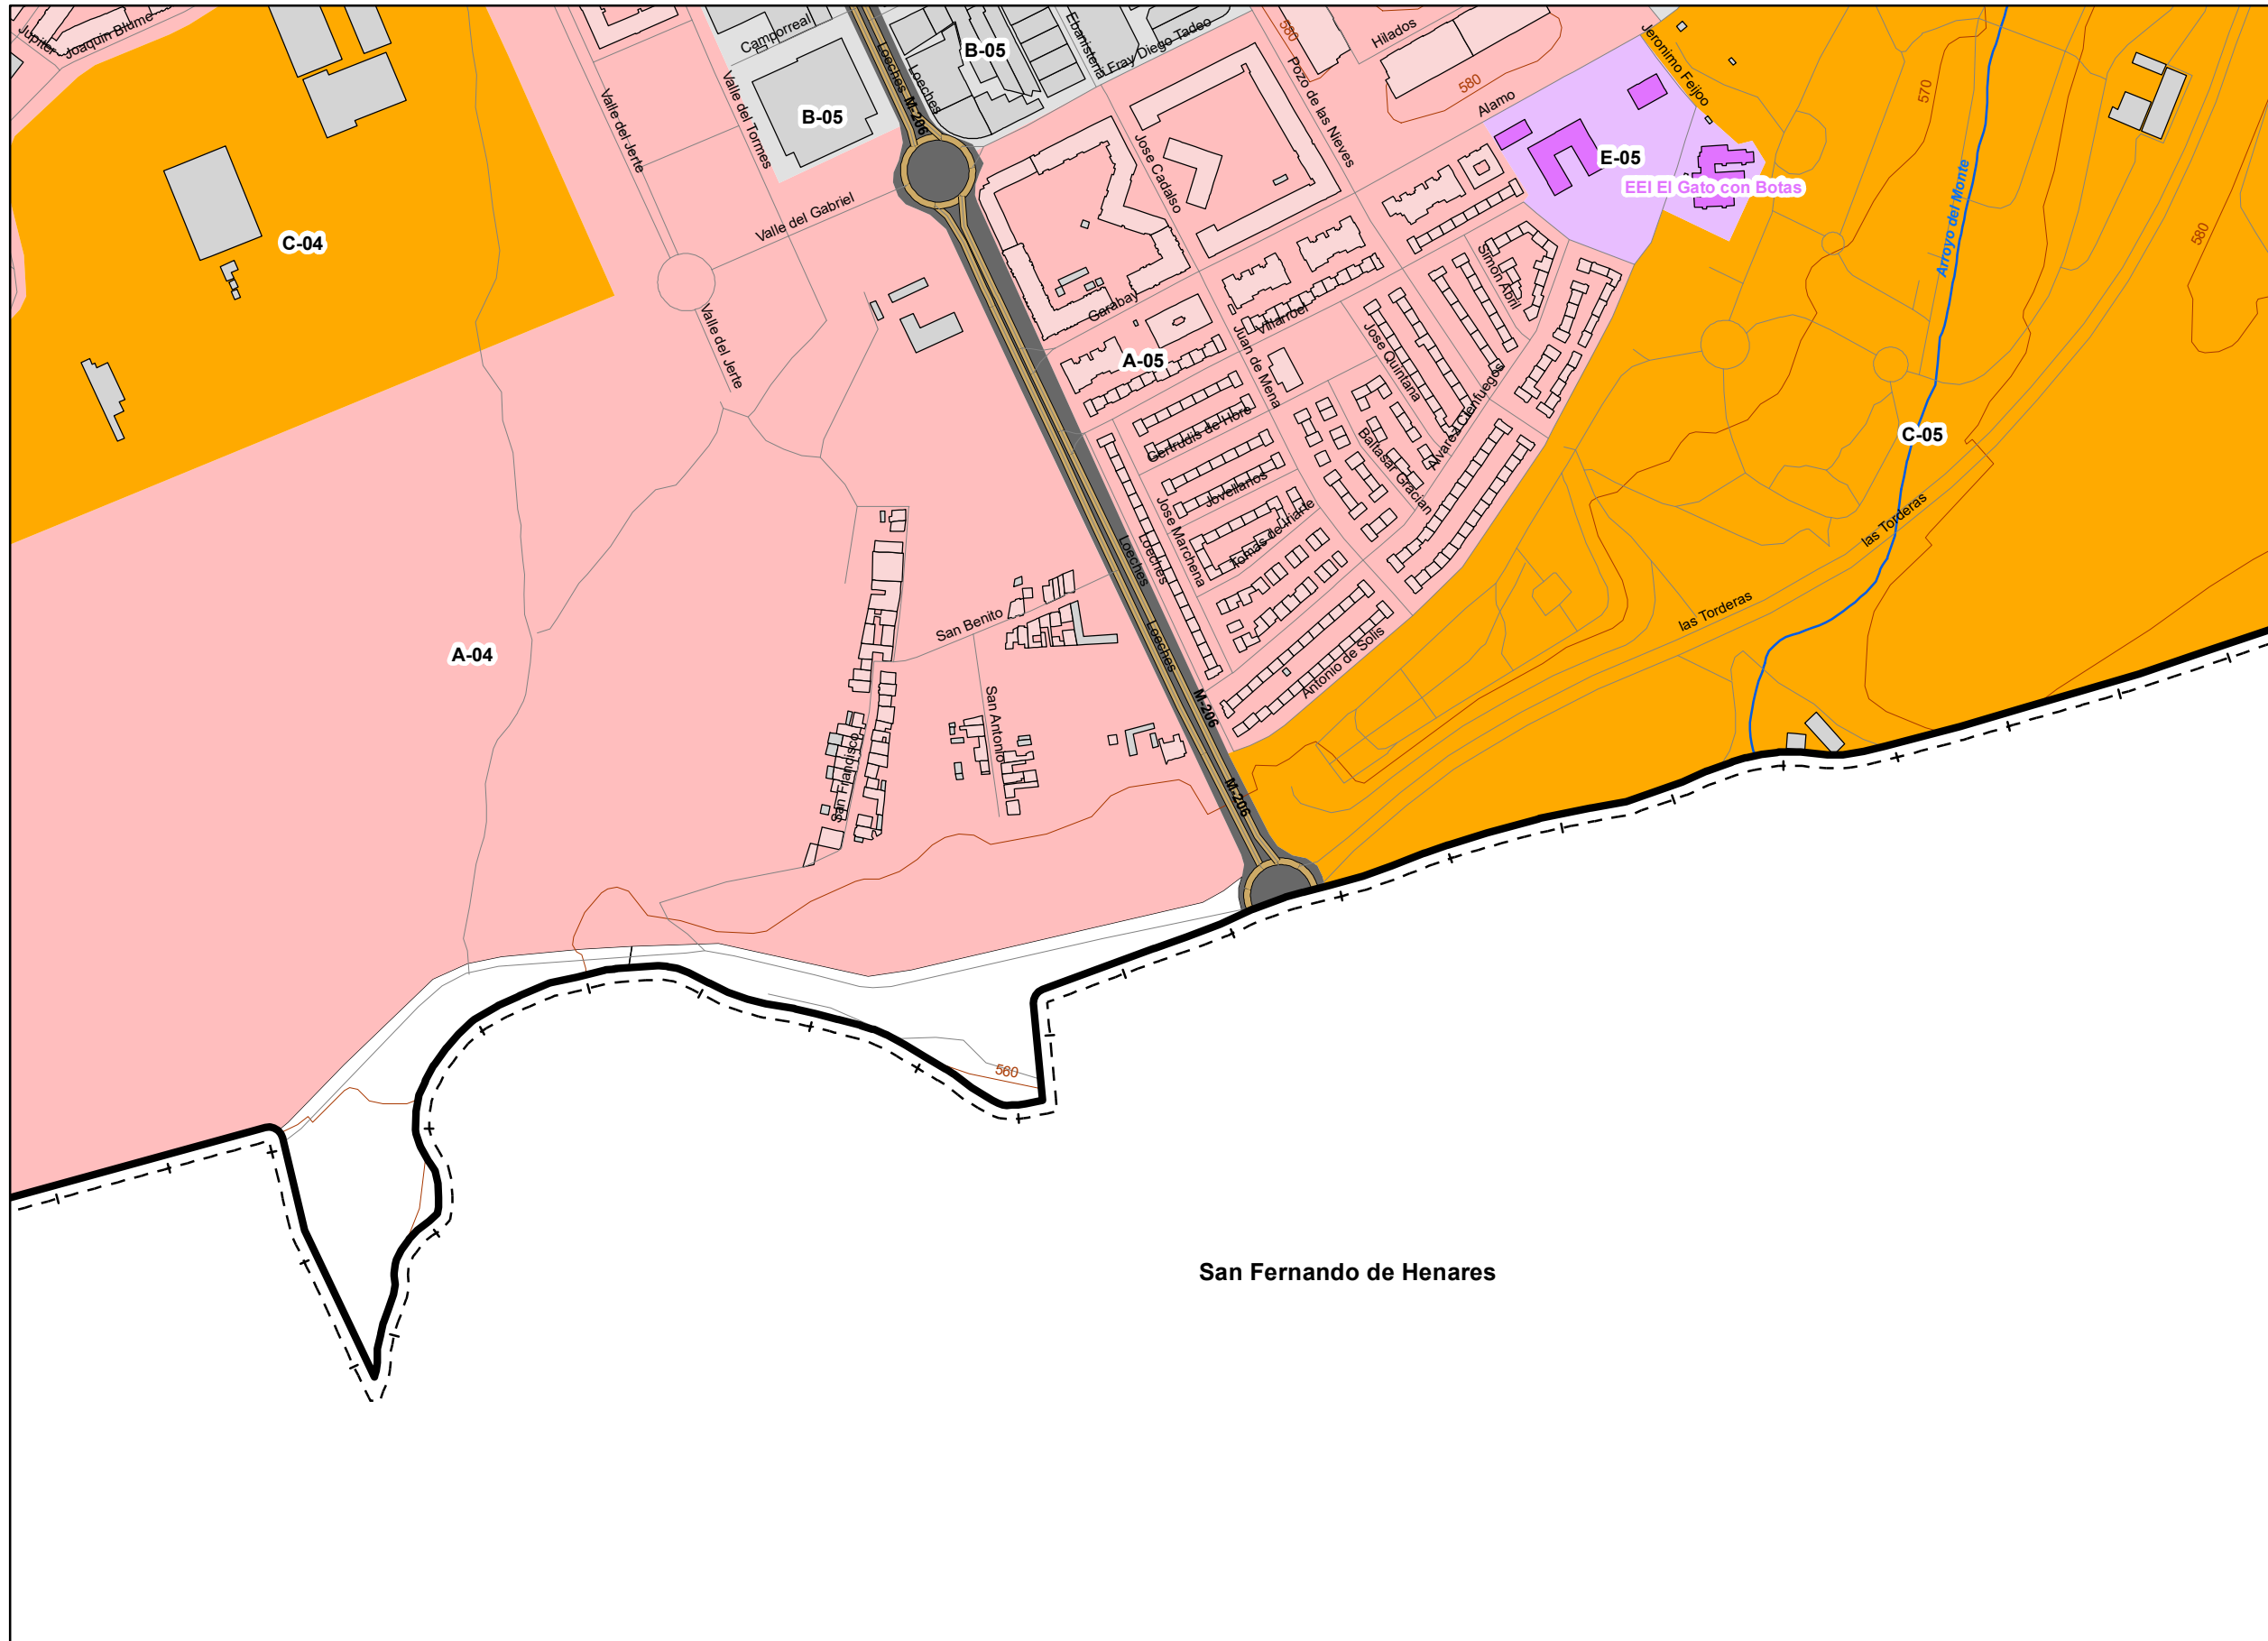 Jupiter
Joaquin Blume
Camporreal
Loeches
M-206
Loeches
B-05
Ebanisteria
Fray Diego Tadeo
580
Hilados
580
Pozo de las Nieves
Jeronimo Feijoo
Alamo
570
Valle del Jerte
Valle del Tormes
B-05
Jose Cadalso
E-05
EEI El Gato con Botas
Arroyo del Monte
580
C-04
Valle del Gabriel
Simon Abril
Garabay
Villarroel
Valle del Jerte
A-05
Juan de Mena
Jose Quintana
Alvarez Cienfuegos
Gertrudis de Hore
Baltasar Gracian
C-05
Jovellanos
Jose Marchena
Tomas de Iriarte
las Torderas
Loeches
Loeches
las Torderas
San Benito
Loeches
A-04
Antonio de Solis
M-206
San Antonio
San Francisco
M-206
560
San Fernando de Henares